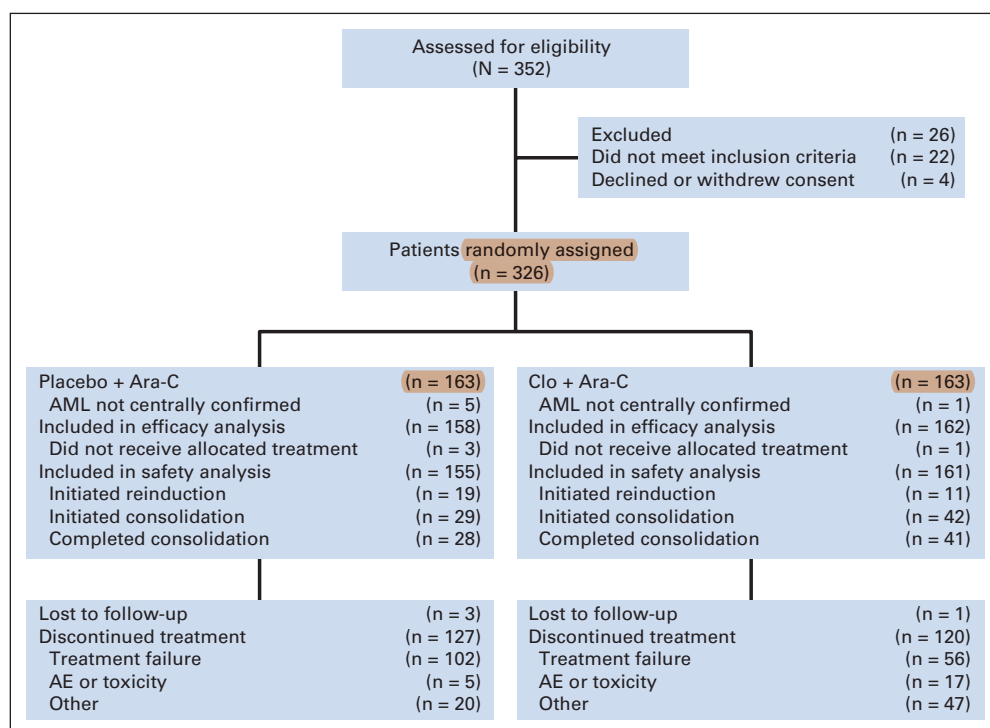 Assessed for eligibility
(N = 352)
Excluded (n = 26)
Did not meet inclusion criteria (n = 22)
Declined or withdrew consent (n = 4)
Patients randomly assigned
(n = 326)
Placebo + Ara-C (n = 163)
AML not centrally confirmed (n = 5)
Included in efficacy analysis (n = 158)
Did not receive allocated treatment (n = 3)
Included in safety analysis (n = 155)
Initiated reinduction (n = 19)
Initiated consolidation (n = 29)
Completed consolidation (n = 28)
Clo + Ara-C (n = 163)
AML not centrally confirmed (n = 1)
Included in efficacy analysis (n = 162)
Did not receive allocated treatment (n = 1)
Included in safety analysis (n = 161)
Initiated reinduction (n = 11)
Initiated consolidation (n = 42)
Completed consolidation (n = 41)
Lost to follow-up (n = 3)
Discontinued treatment (n = 127)
Treatment failure (n = 102)
AE or toxicity (n = 5)
Other (n = 20)
Lost to follow-up (n = 1)
Discontinued treatment (n = 120)
Treatment failure (n = 56)
AE or toxicity (n = 17)
Other (n = 47)